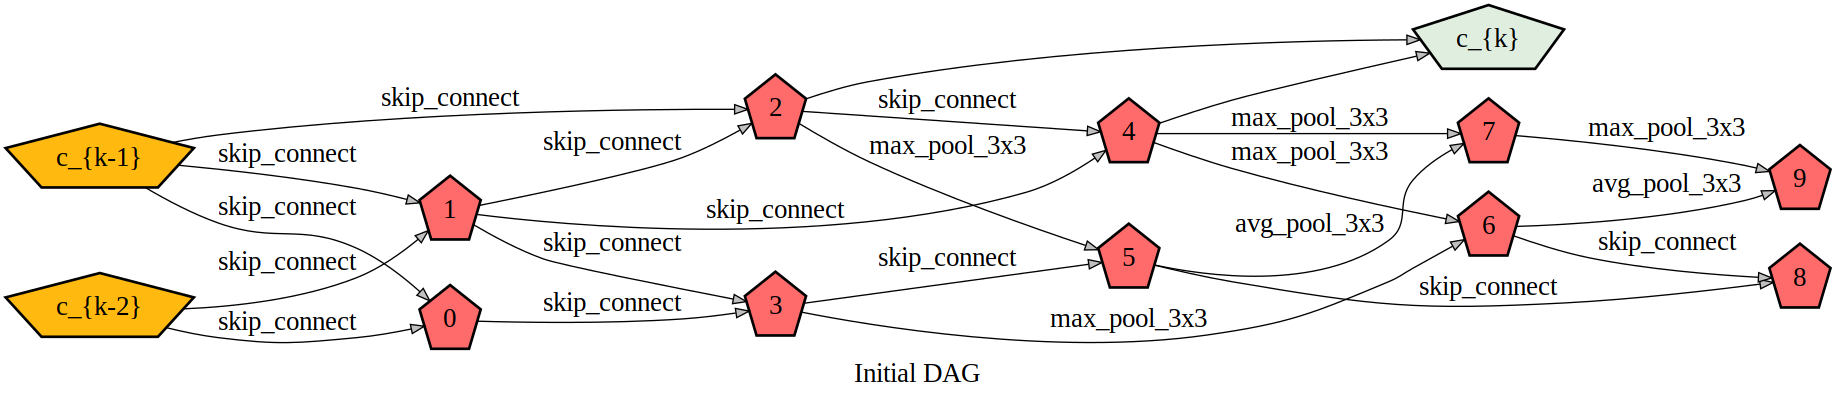 c_{k}
skip_connect
skip_connect
2
max_pool_3x3
7
max_pool_3x3
4
skip_connect
max_pool_3x3
max_pool_3x3
c_{k-1}
skip_connect
9
avg_pool_3x3
skip_connect
1
skip_connect
avg_pool_3x3
6
skip_connect
skip_connect
skip_connect
skip_connect
5
8
c_{k-2}
skip_connect
3
skip_connect
skip_connect
0
max_pool_3x3
Initial DAG